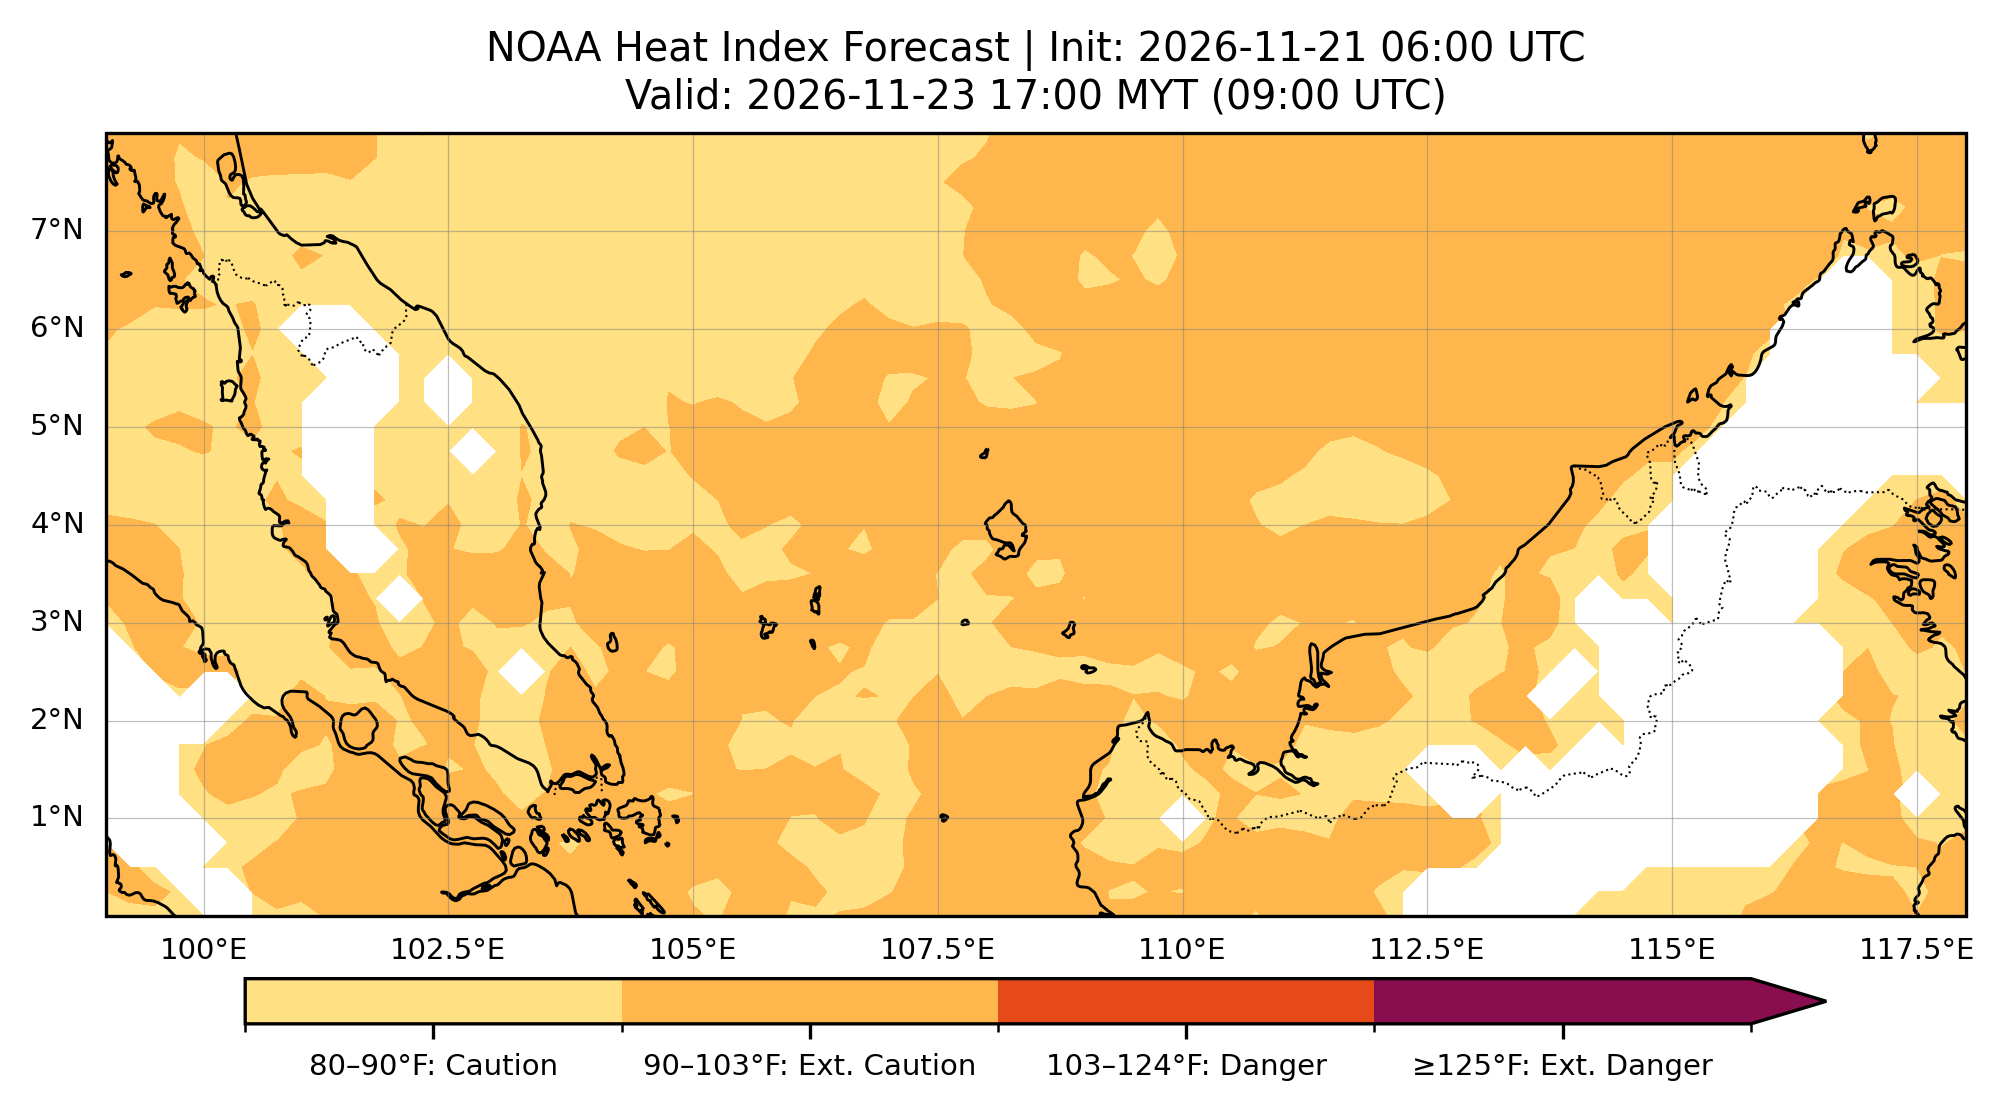 NOAA Heat Index Forecast | Init: 2026-11-21 06:00 UTC
Valid: 2026-11-23 17:00 MYT (09:00 UTC)
7°N
6°N
5°N
4°N
3°N
2°N
1°N
100°E 102.5°E 105°E 107.5°E 110°E 112.5°E 115°E 117.5°E
80–90°F: Caution 90–103°F: Ext. Caution 103–124°F: Danger ≥125°F: Ext. Danger